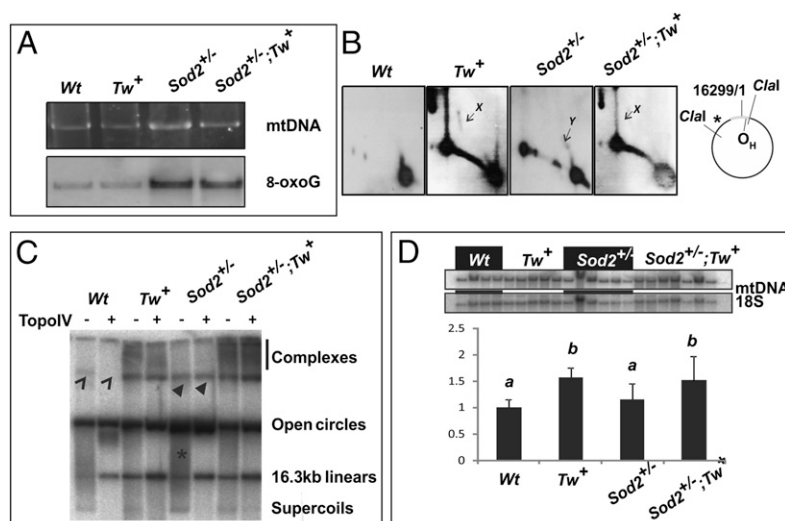 A
Wt Tw+ Sod2+/- Sod2+/-;Tw+
mtDNA
8-oxoG
B
Wt Tw+ Sod2+/- Sod2+/-;Tw+
X Y X
16299/1 ClaI
ClaI *
OH
C
Wt Tw+ Sod2+/- Sod2+/-;Tw+
TopoIV - + - + - + - +
Complexes
Open circles
*
16.3kb linears
Supercoils
D
Wt Tw+ Sod2+/- Sod2+/-;Tw+
mtDNA
18S
2.5
2
1.5
1
0.5
0
a b a b
Wt Tw+ Sod2+/- Sod2+/-;Tw+